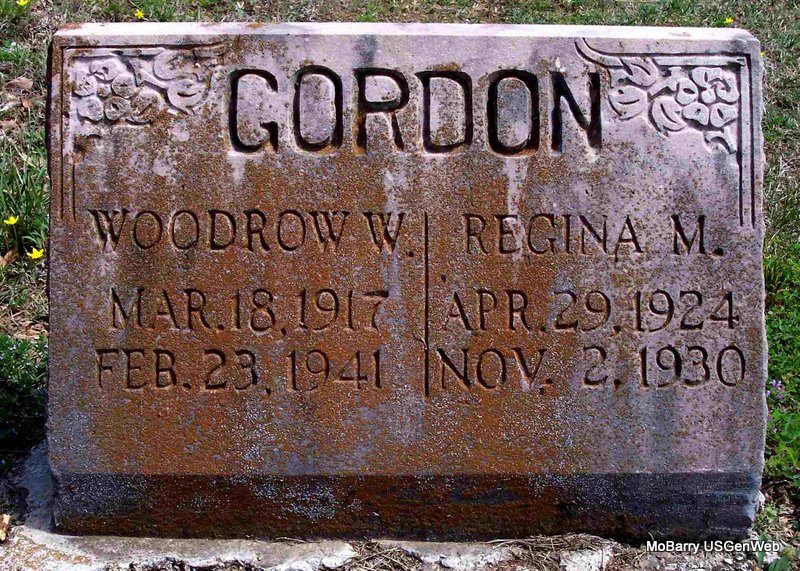 GORDON
WOODROW W.
MAR. 18, 1917
FEB. 23, 1941
REGINA M.
APR. 29, 1924
NOV. 2, 1930
MoBarry USGenWeb